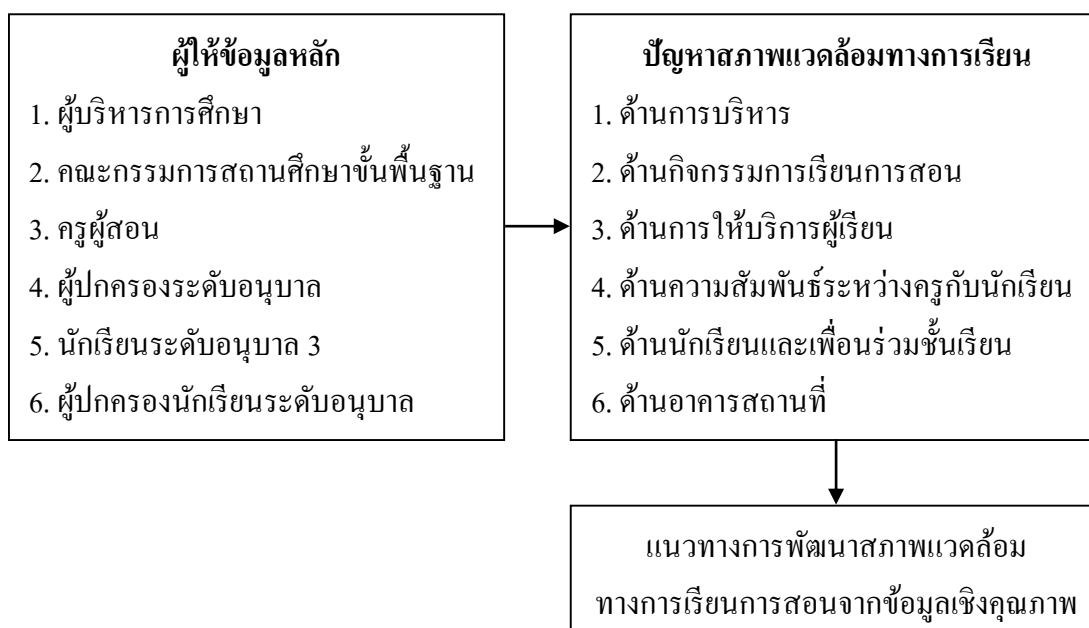 ผู้ให้ข้อมูลหลัก
1. ผู้บริหารการศึกษา
2. คณะกรรมการสถานศึกษาขั้นพื้นฐาน
3. ครูผู้สอน
4. ผู้ปกครองระดับอนุบาล
5. นักเรียนระดับอนุบาล 3
6. ผู้ปกครองนักเรียนระดับอนุบาล
ปัญหาสภาพแวดล้อมทางการเรียน
1. ด้านการบริหาร
2. ด้านกิจกรรมการเรียนการสอน
3. ด้านการให้บริการผู้เรียน
4. ด้านความสัมพันธ์ระหว่างครูกับนักเรียน
5. ด้านนักเรียนและเพื่อนร่วมชั้นเรียน
6. ด้านอาคารสถานที่
แนวทางการพัฒนาสภาพแวดล้อม
ทางการเรียนการสอนจากข้อมูลเชิงคุณภาพ